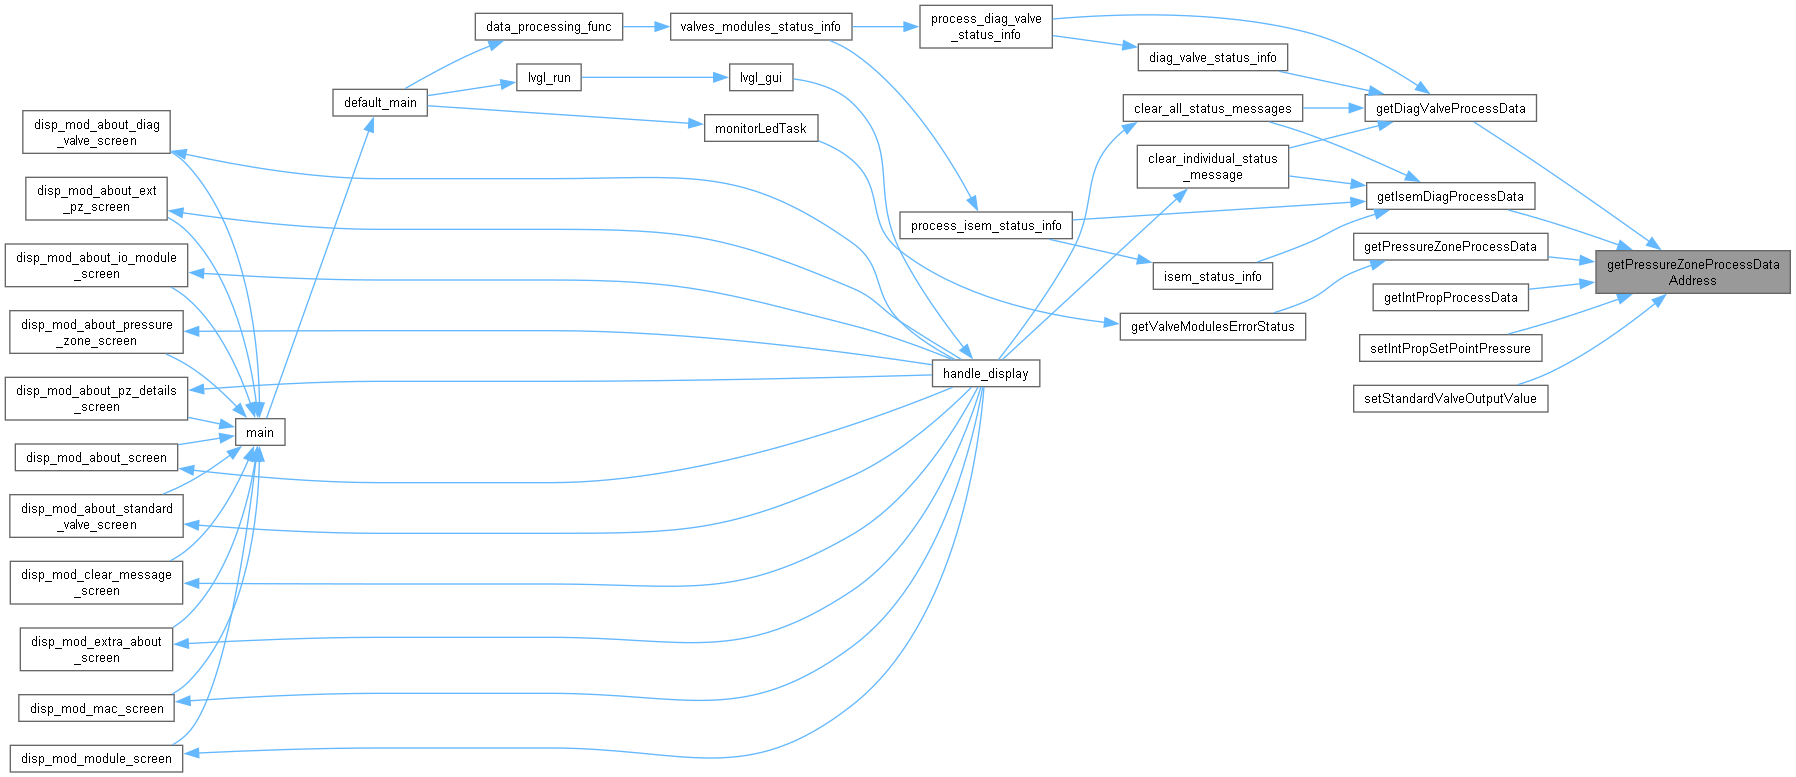 data_processing_func
valves_modules_status_info
process_diag_valve
_status_info
diag_valve_status_info
lvgl_run
lvgl_gui
default_main
monitorLedTask
clear_all_status_messages
getDiagValveProcessData
disp_mod_about_diag
_valve_screen
clear_individual_status
_message
disp_mod_about_ext
_pz_screen
getIsemDiagProcessData
process_isem_status_info
getPressureZoneProcessData
disp_mod_about_io_module
_screen
isem_status_info
getPressureZoneProcessData
Address
getIntPropProcessData
disp_mod_about_pressure
_zone_screen
getValveModulesErrorStatus
setIntPropSetPointPressure
handle_display
disp_mod_about_pz_details
_screen
setStandardValveOutputValue
main
disp_mod_about_screen
disp_mod_about_standard
_valve_screen
disp_mod_clear_message
_screen
disp_mod_extra_about
_screen
disp_mod_mac_screen
disp_mod_module_screen